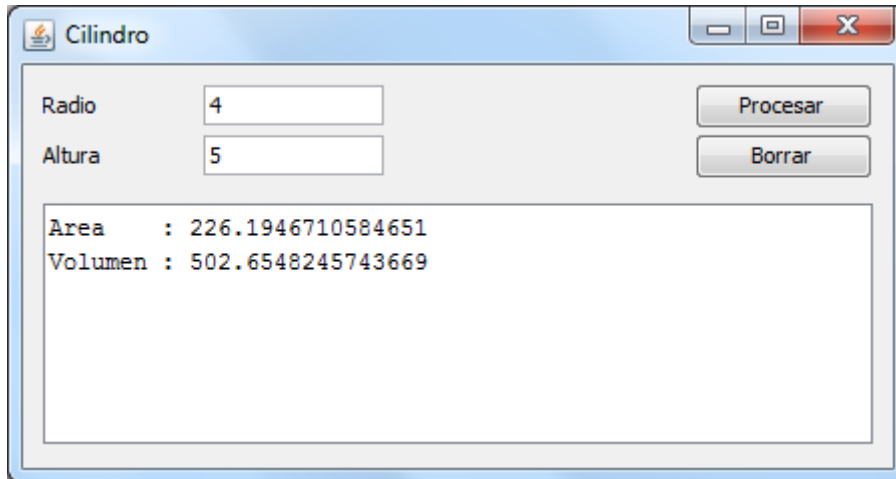 Cilindro
Radio 4 Procesar
Altura 5 Borrar
Area    : 226.1946710584651
Volumen : 502.6548245743669